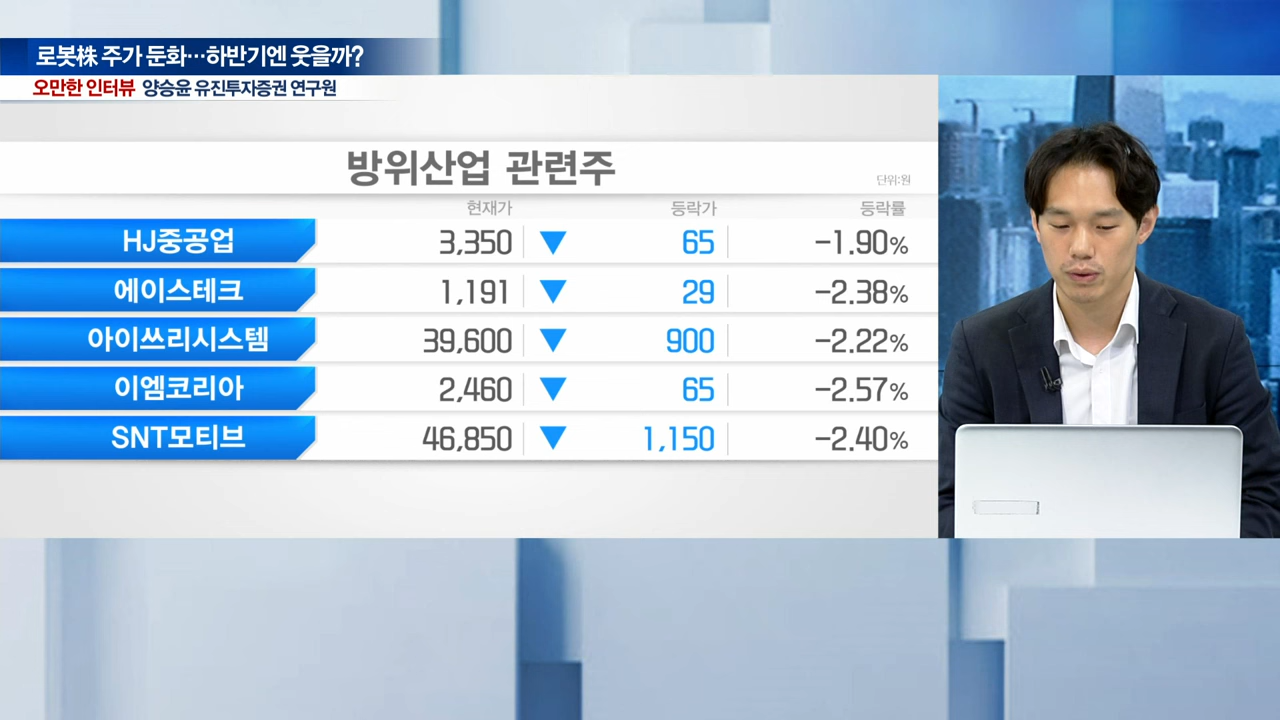 로봇株 주가 둔화…하반기엔 웃을까?
오만한 인터뷰 양승윤 유진투자증권 연구원
방위산업 관련주
단위:원
현재가 등락가 등락률
HJ중공업 3,350 ▼ 65 -1.90%
에이스테크 1,191 ▼ 29 -2.38%
아이쓰리시스템 39,600 ▼ 900 -2.22%
이엠코리아 2,460 ▼ 65 -2.57%
SNT모티브 46,850 ▼ 1,150 -2.40%